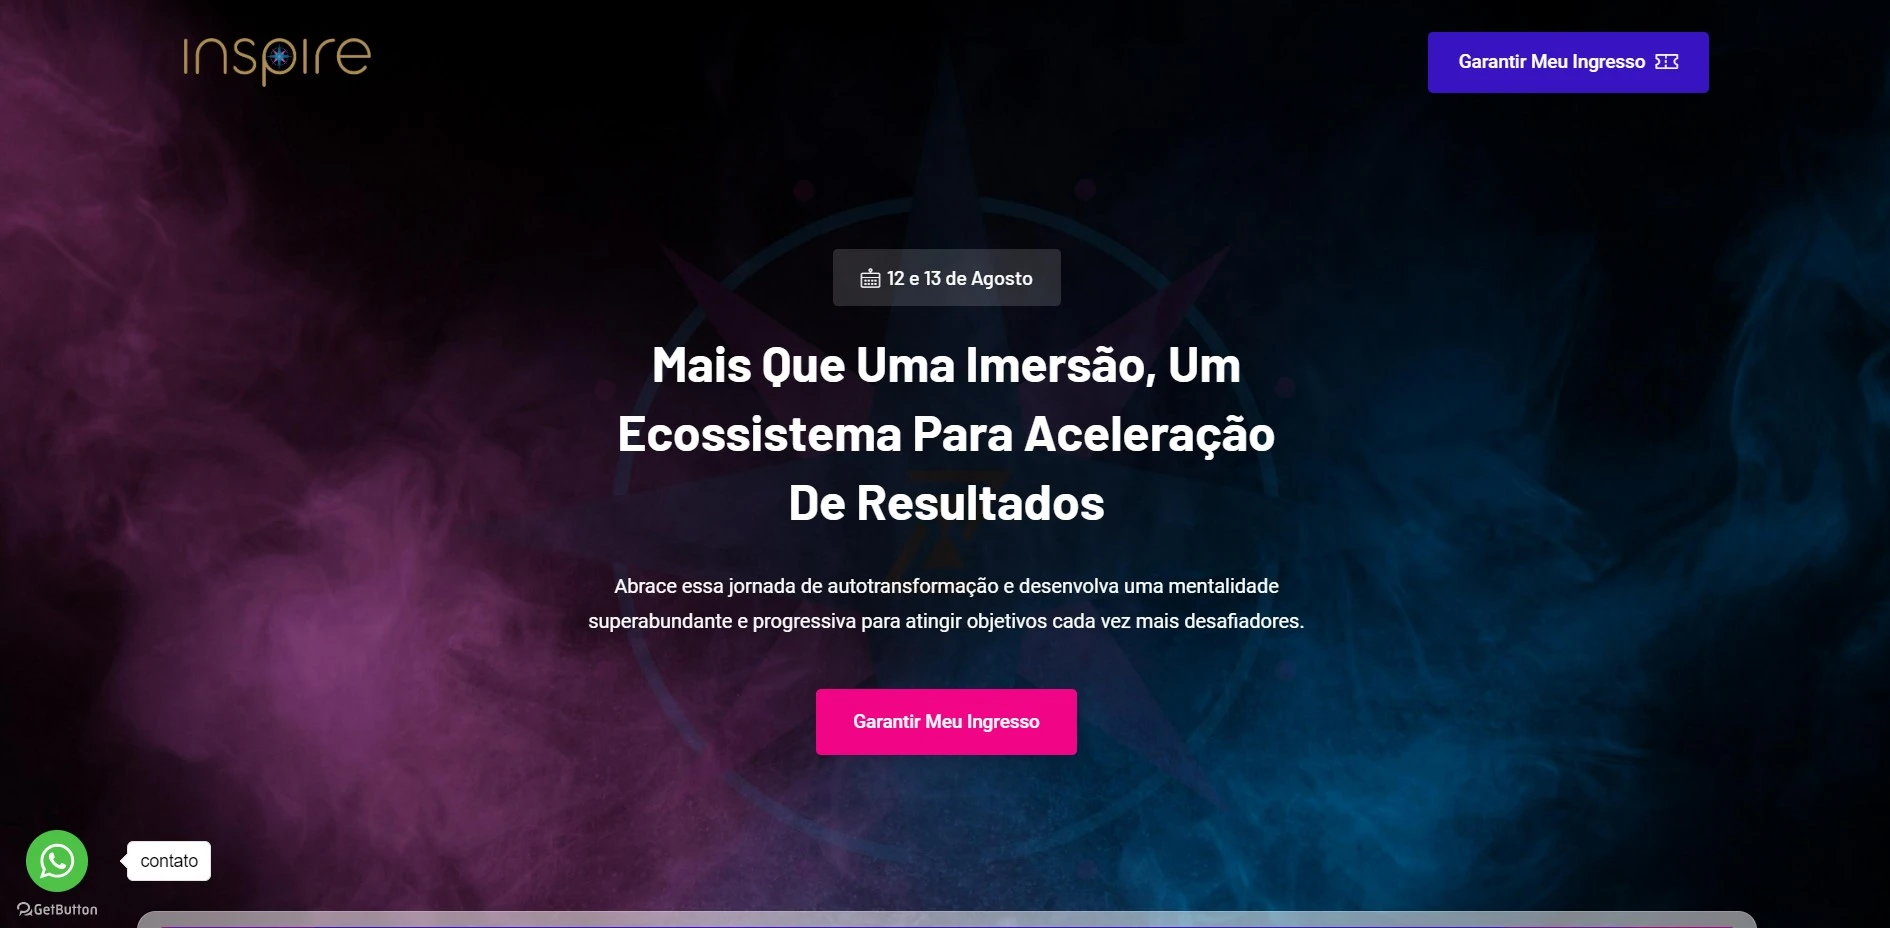 inspire
Garantir Meu Ingresso
12 e 13 de Agosto
Mais Que Uma Imersão, Um
Ecossistema Para Aceleração
De Resultados
Abrace essa jornada de autotransformação e desenvolva uma mentalidade
superabundante e progressiva para atingir objetivos cada vez mais desafiadores.
Garantir Meu Ingresso
contato
GetButton